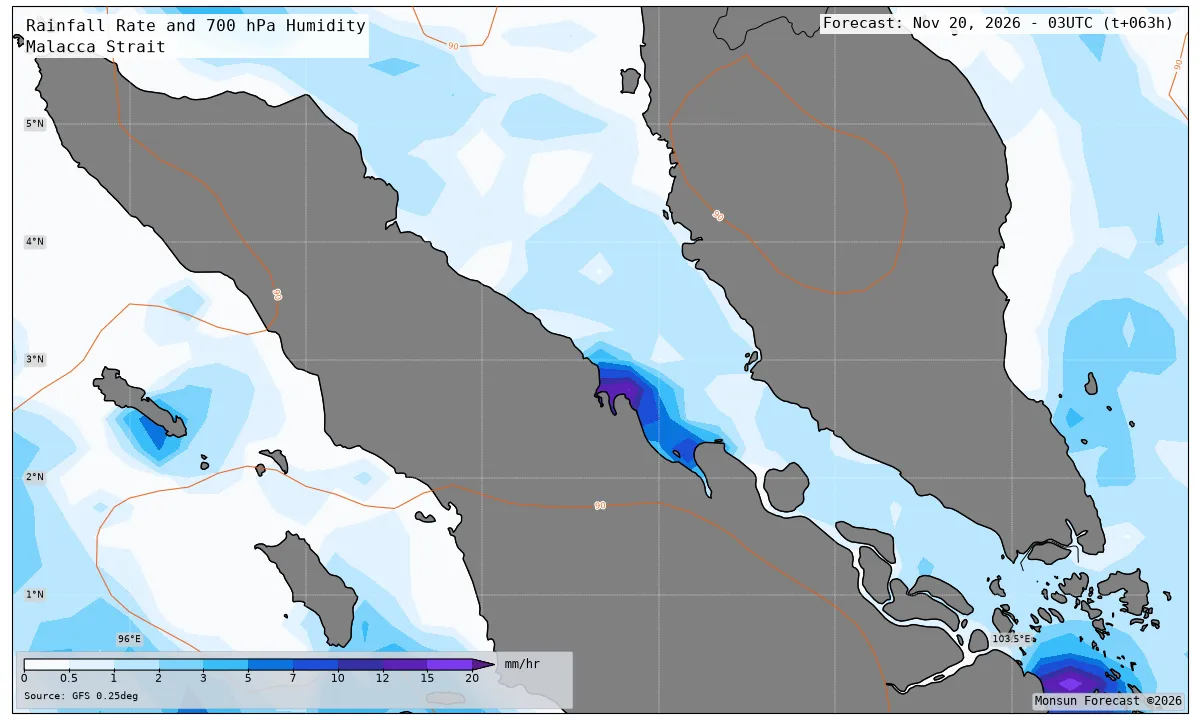 Rainfall Rate and 700 hPa Humidity
Malacca Strait
Forecast: Nov 20, 2026 - 03UTC (t+063h)
90
90
5°N
90
4°N
90
3°N
2°N
90
1°N
96°E
103.5°E
0 0.5 1 2 3 5 7 10 12 15 20 mm/hr
Source: GFS 0.25deg
Monsun Forecast ©2026